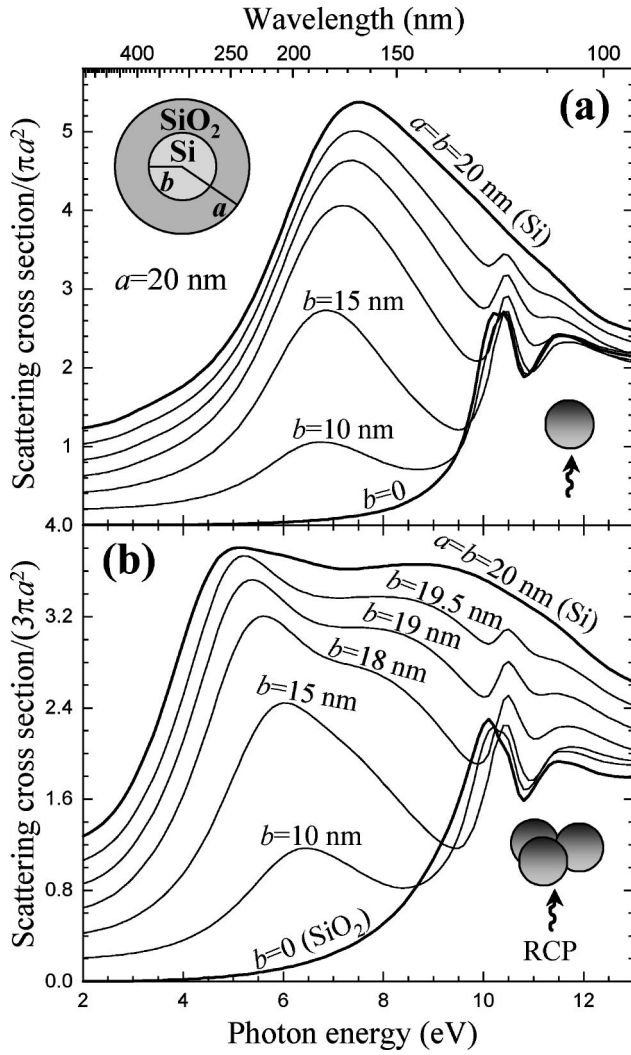 Wavelength (nm)
400 300 250 200 150 100
(a)
SiO₂
Si
b
a
a=20 nm
a=b=20 nm (Si)
b=15 nm
b=10 nm
b=0
Scattering cross section/(πa²)
5
4
3
2
1
4.0
(b)
a=b=20 nm (Si)
b=19.5nm
b=19 nm
b=18 nm
b=15 nm
b=10 nm
b=0 (SiO₂)
RCP
Scattering cross section/(3πa²)
3.2
2.4
1.6
0.8
0.0
2 4 6 8 10 12
Photon energy (eV)